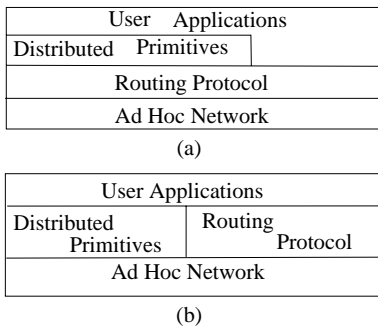 User Applications
Distributed Primitives
Routing Protocol
Ad Hoc Network
(a)
User Applications
Distributed Routing
Primitives Protocol
Ad Hoc Network
(b)